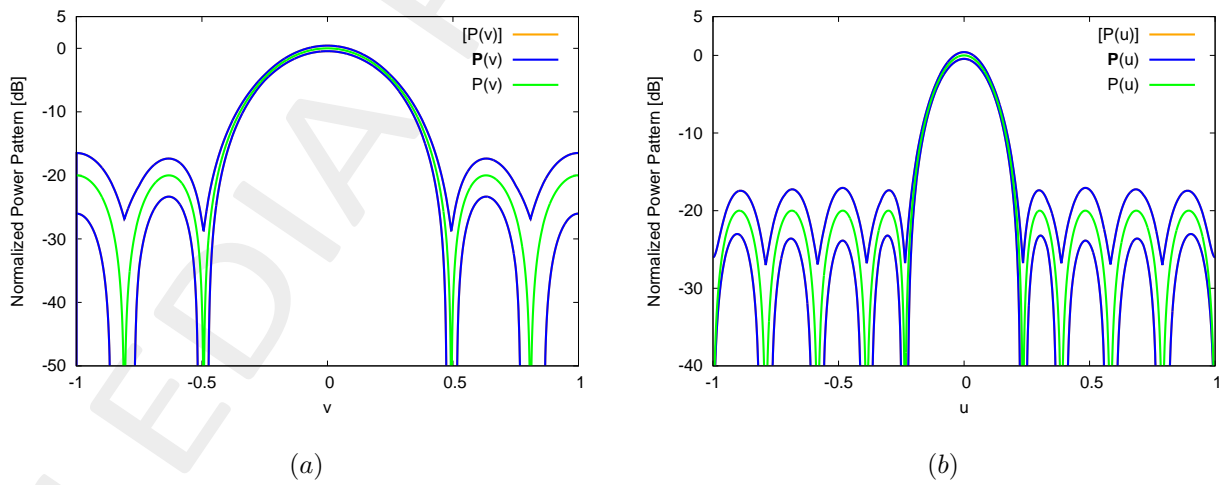 5
0
-10
-20
-30
-40
-50
-1
-0.5
0
0.5
1
Normalized Power Pattern [dB]
v
[P(v)]
P(v)
P(v)
(a)
5
0
-10
-20
-30
-40
-1
-0.5
0
0.5
1
Normalized Power Pattern [dB]
u
[P(u)]
P(u)
P(u)
(b)
EDIA